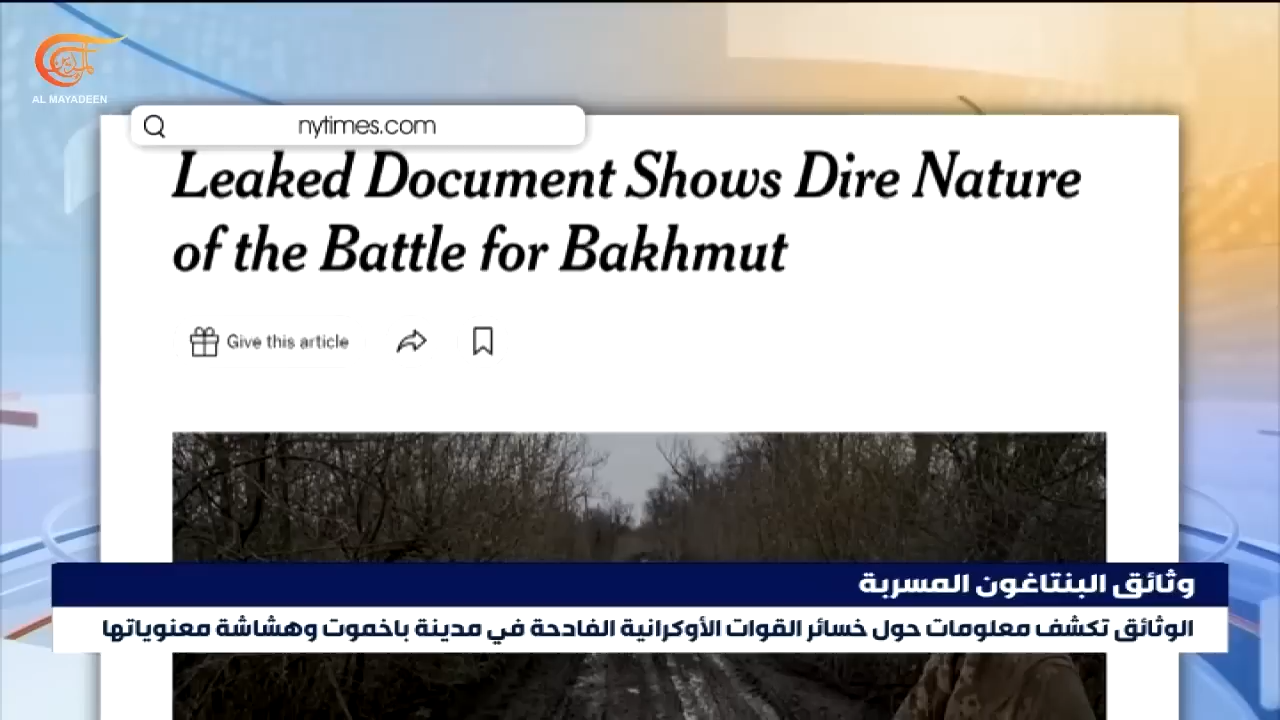 AL MAYADEEN
nytimes.com
Leaked Document Shows Dire Nature
of the Battle for Bakhmut
Give this article
وثائق البنتاغون المسربة
الوثائق تكشف معلومات حول خسائر القوات الأوكرانية الفادحة في مدينة باخموت وهشاشة معنوياتها